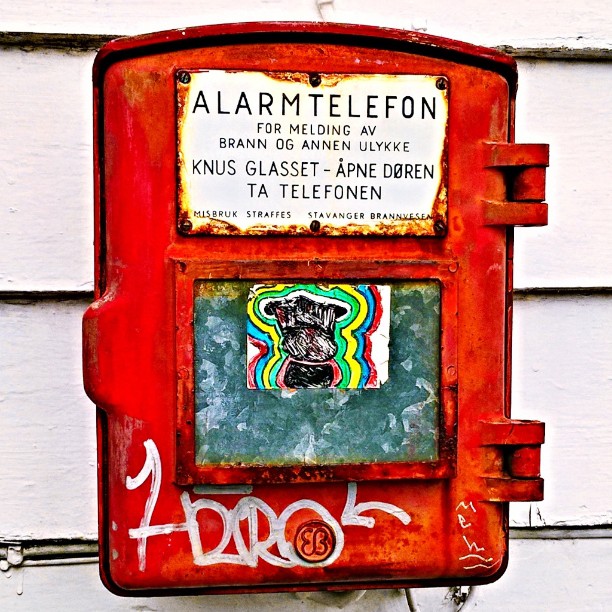 ALARMTELEFON
FOR MELDING AV
BRANN OG ANNEN ULYKKE
KNUS GLASSET - ÅPNE DØREN
TA TELEFONEN
MISBRUK STRAFFES STAVANGER BRANNVESEN